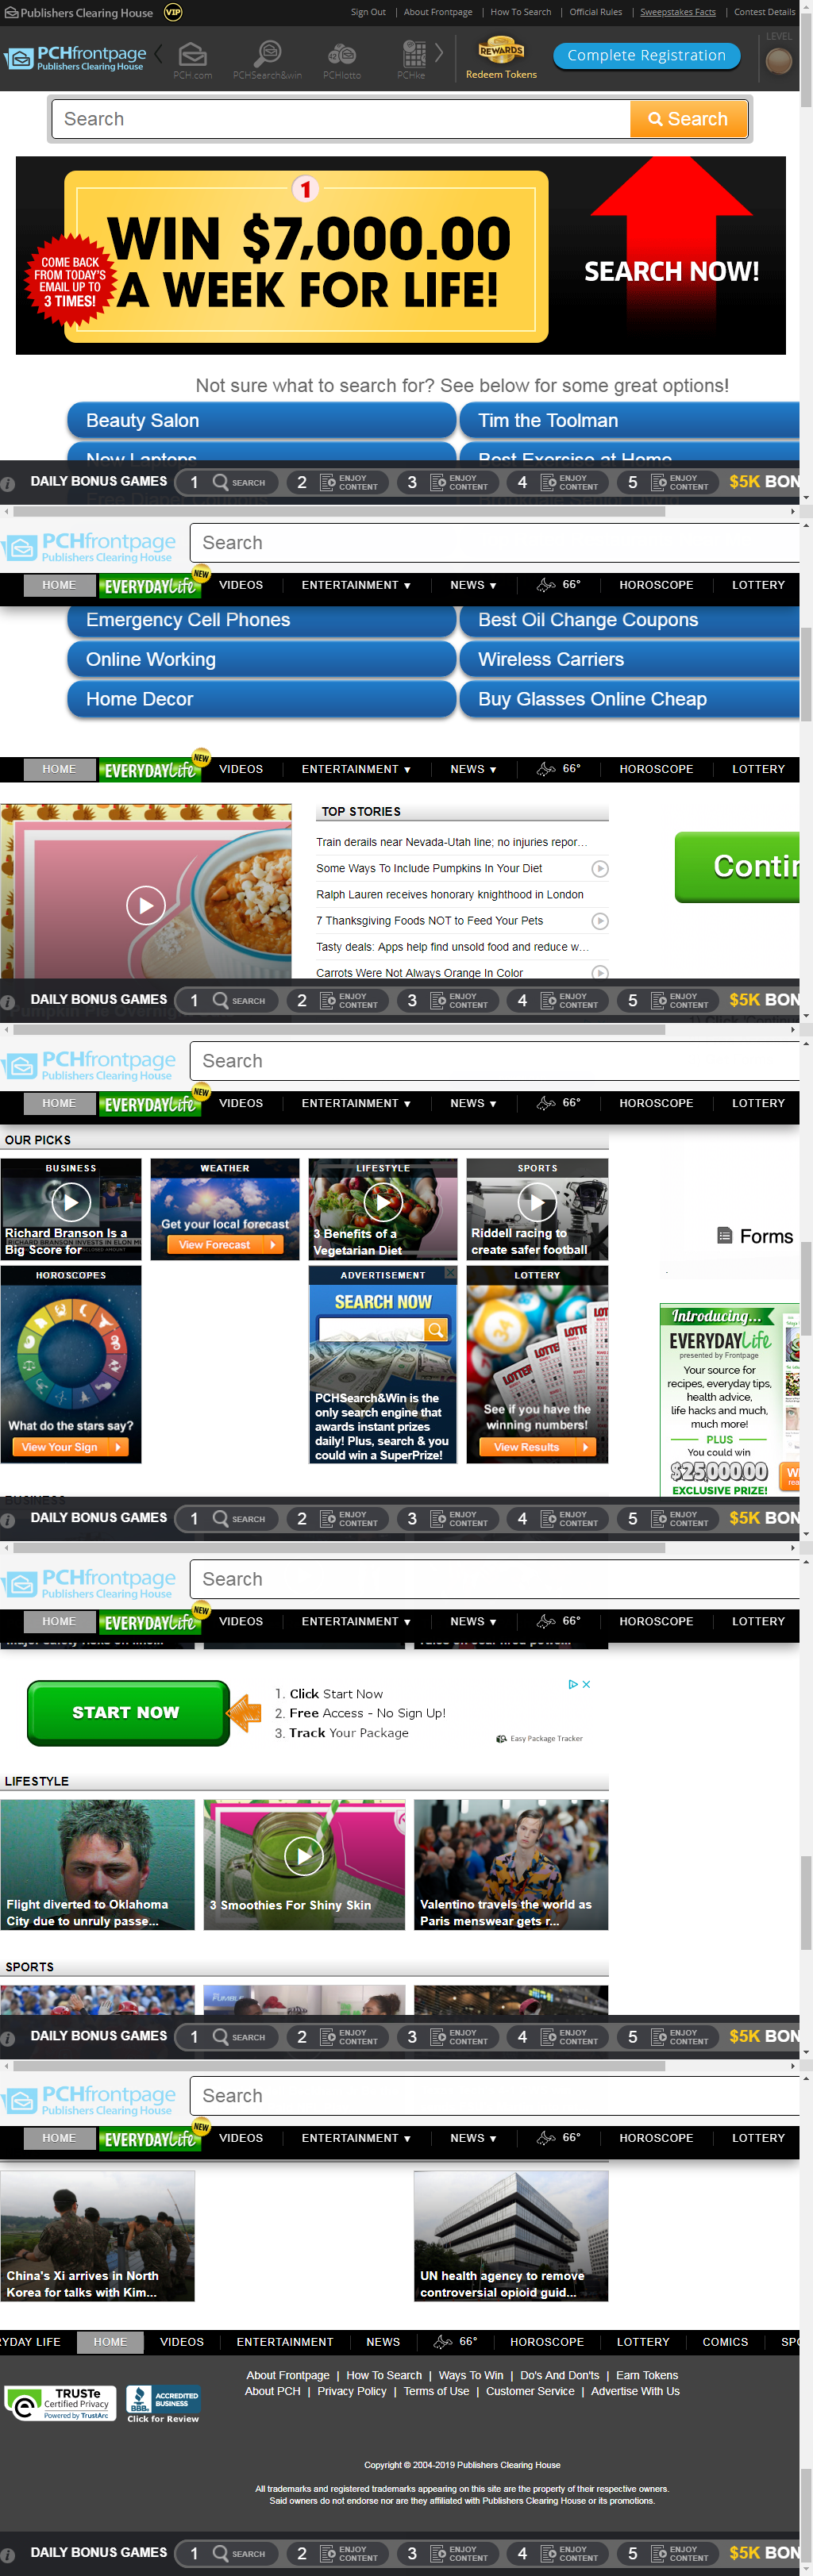 Publishers Clearing House VIP
Sign Out | About Frontpage | How To Search | Official Rules | Sweepstakes Facts | Contest Details
PCHfrontpage
Publishers Clearing House
PCH.com
PCHSearch&win
PCHlotto
PCHke
REWARDS
Redeem Tokens
Complete Registration
LEVEL
Search
Search
1
WIN $7,000.00
A WEEK FOR LIFE!
COME BACK
FROM TODAY'S
EMAIL UP TO
3 TIMES!
SEARCH NOW!
Not sure what to search for? See below for some great options!
Beauty Salon
Tim the Toolman
New Laptops
Best Exercise at Home
Free Diaper Coupons
Brookdale Senior Living
DAILY BONUS GAMES 1 SEARCH 2 ENJOY CONTENT 3 ENJOY CONTENT 4 ENJOY CONTENT 5 ENJOY CONTENT $5K BON
PCHfrontpage
Publishers Clearing House
Search
HOME EVERYDAY Life NEW VIDEOS ENTERTAINMENT ▼ NEWS ▼ 66° HOROSCOPE LOTTERY
Emergency Cell Phones
Best Oil Change Coupons
Online Working
Wireless Carriers
Home Decor
Buy Glasses Online Cheap
HOME EVERYDAY Life NEW VIDEOS ENTERTAINMENT ▼ NEWS ▼ 66° HOROSCOPE LOTTERY
TOP STORIES
Train derails near Nevada-Utah line; no injuries repor...
Some Ways To Include Pumpkins In Your Diet
Ralph Lauren receives honorary knighthood in London
7 Thanksgiving Foods NOT to Feed Your Pets
Tasty deals: Apps help find unsold food and reduce w...
Carrots Were Not Always Orange In Color
Contin
Pumpkin Pie Overnig
1) Click 'Continue
DAILY BONUS GAMES 1 SEARCH 2 ENJOY CONTENT 3 ENJOY CONTENT 4 ENJOY CONTENT 5 ENJOY CONTENT $5K BON
PCHfrontpage
Publishers Clearing House
Search
HOME EVERYDAY Life NEW VIDEOS ENTERTAINMENT ▼ NEWS ▼ 66° HOROSCOPE LOTTERY
OUR PICKS
BUSINESS
Richard Branson Is a
Big Score for
WEATHER
Get your local forecast
View Forecast
LIFESTYLE
3 Benefits of a
Vegetarian Diet
SPORTS
Riddell racing to
create safer football
Forms
HOROSCOPES
What do the stars say?
View Your Sign
ADVERTISEMENT
SEARCH NOW
PCHSearch&Win is the
only search engine that
awards instant prizes
daily! Plus, search & you
could win a SuperPrize!
LOTTERY
See if you have the
winning numbers!
View Results
Introducing...
EVERYDAY Life
presented by Frontpage
Your source for
recipes, everyday tips,
health advice,
life hacks and much,
much more!
PLUS
You could win
$25,000.00
EXCLUSIVE PRIZE!
BUSINESS
DAILY BONUS GAMES 1 SEARCH 2 ENJOY CONTENT 3 ENJOY CONTENT 4 ENJOY CONTENT 5 ENJOY CONTENT $5K BON
PCHfrontpage
Publishers Clearing House
Search
HOME EVERYDAY Life NEW VIDEOS ENTERTAINMENT ▼ NEWS ▼ 66° HOROSCOPE LOTTERY
START NOW
1. Click Start Now
2. Free Access - No Sign Up!
3. Track Your Package
Easy Package Tracker
LIFESTYLE
Flight diverted to Oklahoma
City due to unruly passe...
3 Smoothies For Shiny Skin
Valentino travels the world as
Paris menswear gets r...
SPORTS
DAILY BONUS GAMES 1 SEARCH 2 ENJOY CONTENT 3 ENJOY CONTENT 4 ENJOY CONTENT 5 ENJOY CONTENT $5K BON
PCHfrontpage
Publishers Clearing House
Search
HOME EVERYDAY Life NEW VIDEOS ENTERTAINMENT ▼ NEWS ▼ 66° HOROSCOPE LOTTERY
China's Xi arrives in North
Korea for talks with Kim...
UN health agency to remove
controversial opioid guid...
RYDAY LIFE HOME VIDEOS ENTERTAINMENT NEWS 66° HOROSCOPE LOTTERY COMICS SPO
About Frontpage | How To Search | Ways To Win | Do's And Don'ts | Earn Tokens
About PCH | Privacy Policy | Terms of Use | Customer Service | Advertise With Us
TRUSTe
Certified Privacy
Powered by TrustArc
BBB ACCREDITED BUSINESS
Click for Review
Copyright © 2004-2019 Publishers Clearing House
All trademarks and registered trademarks appearing on this site are the property of their respective owners.
Said owners do not endorse nor are they affiliated with Publishers Clearing House or its promotions.
DAILY BONUS GAMES 1 SEARCH 2 ENJOY CONTENT 3 ENJOY CONTENT 4 ENJOY CONTENT 5 ENJOY CONTENT $5K BON